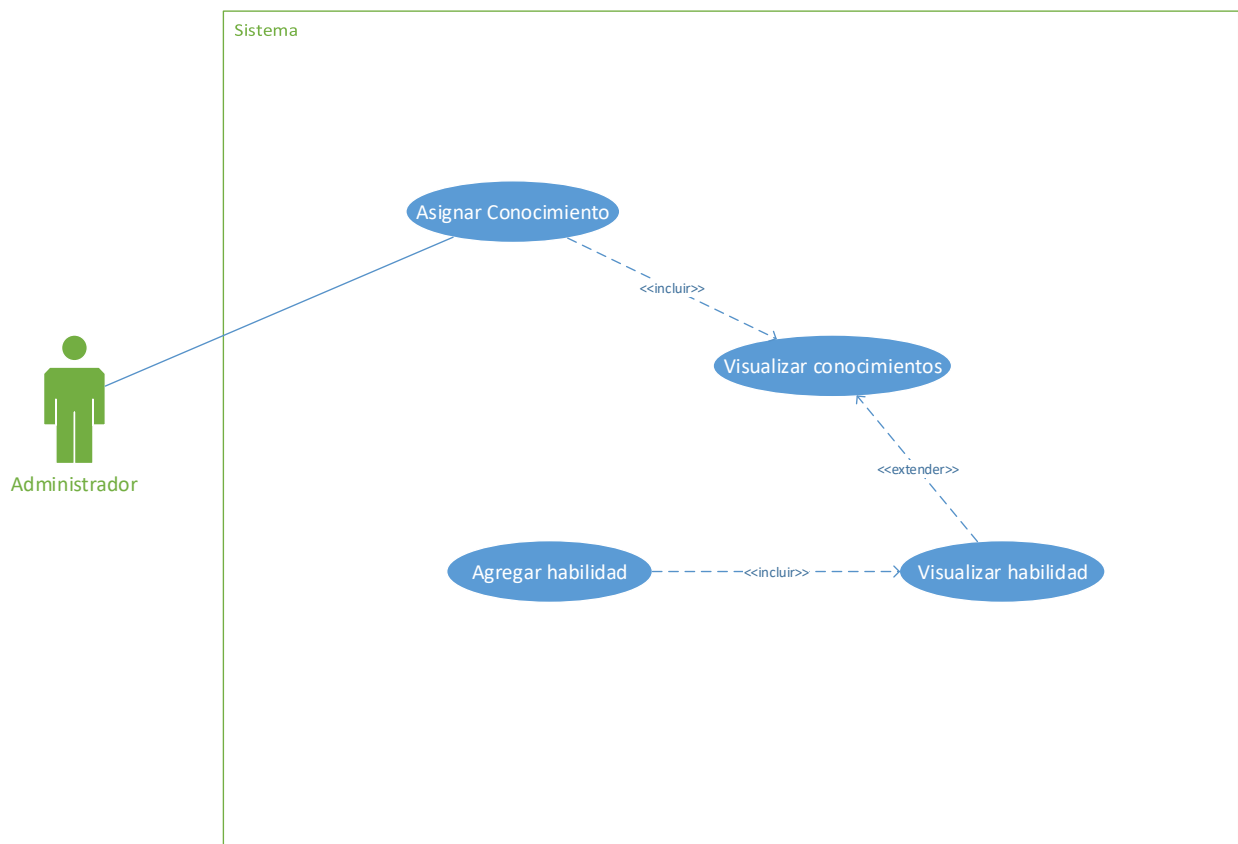 Sistema
Asignar Conocimiento
<<incluir>>
Visualizar conocimientos
<<extender>>
Administrador
Agregar habilidad
<<incluir>>
Visualizar habilidad